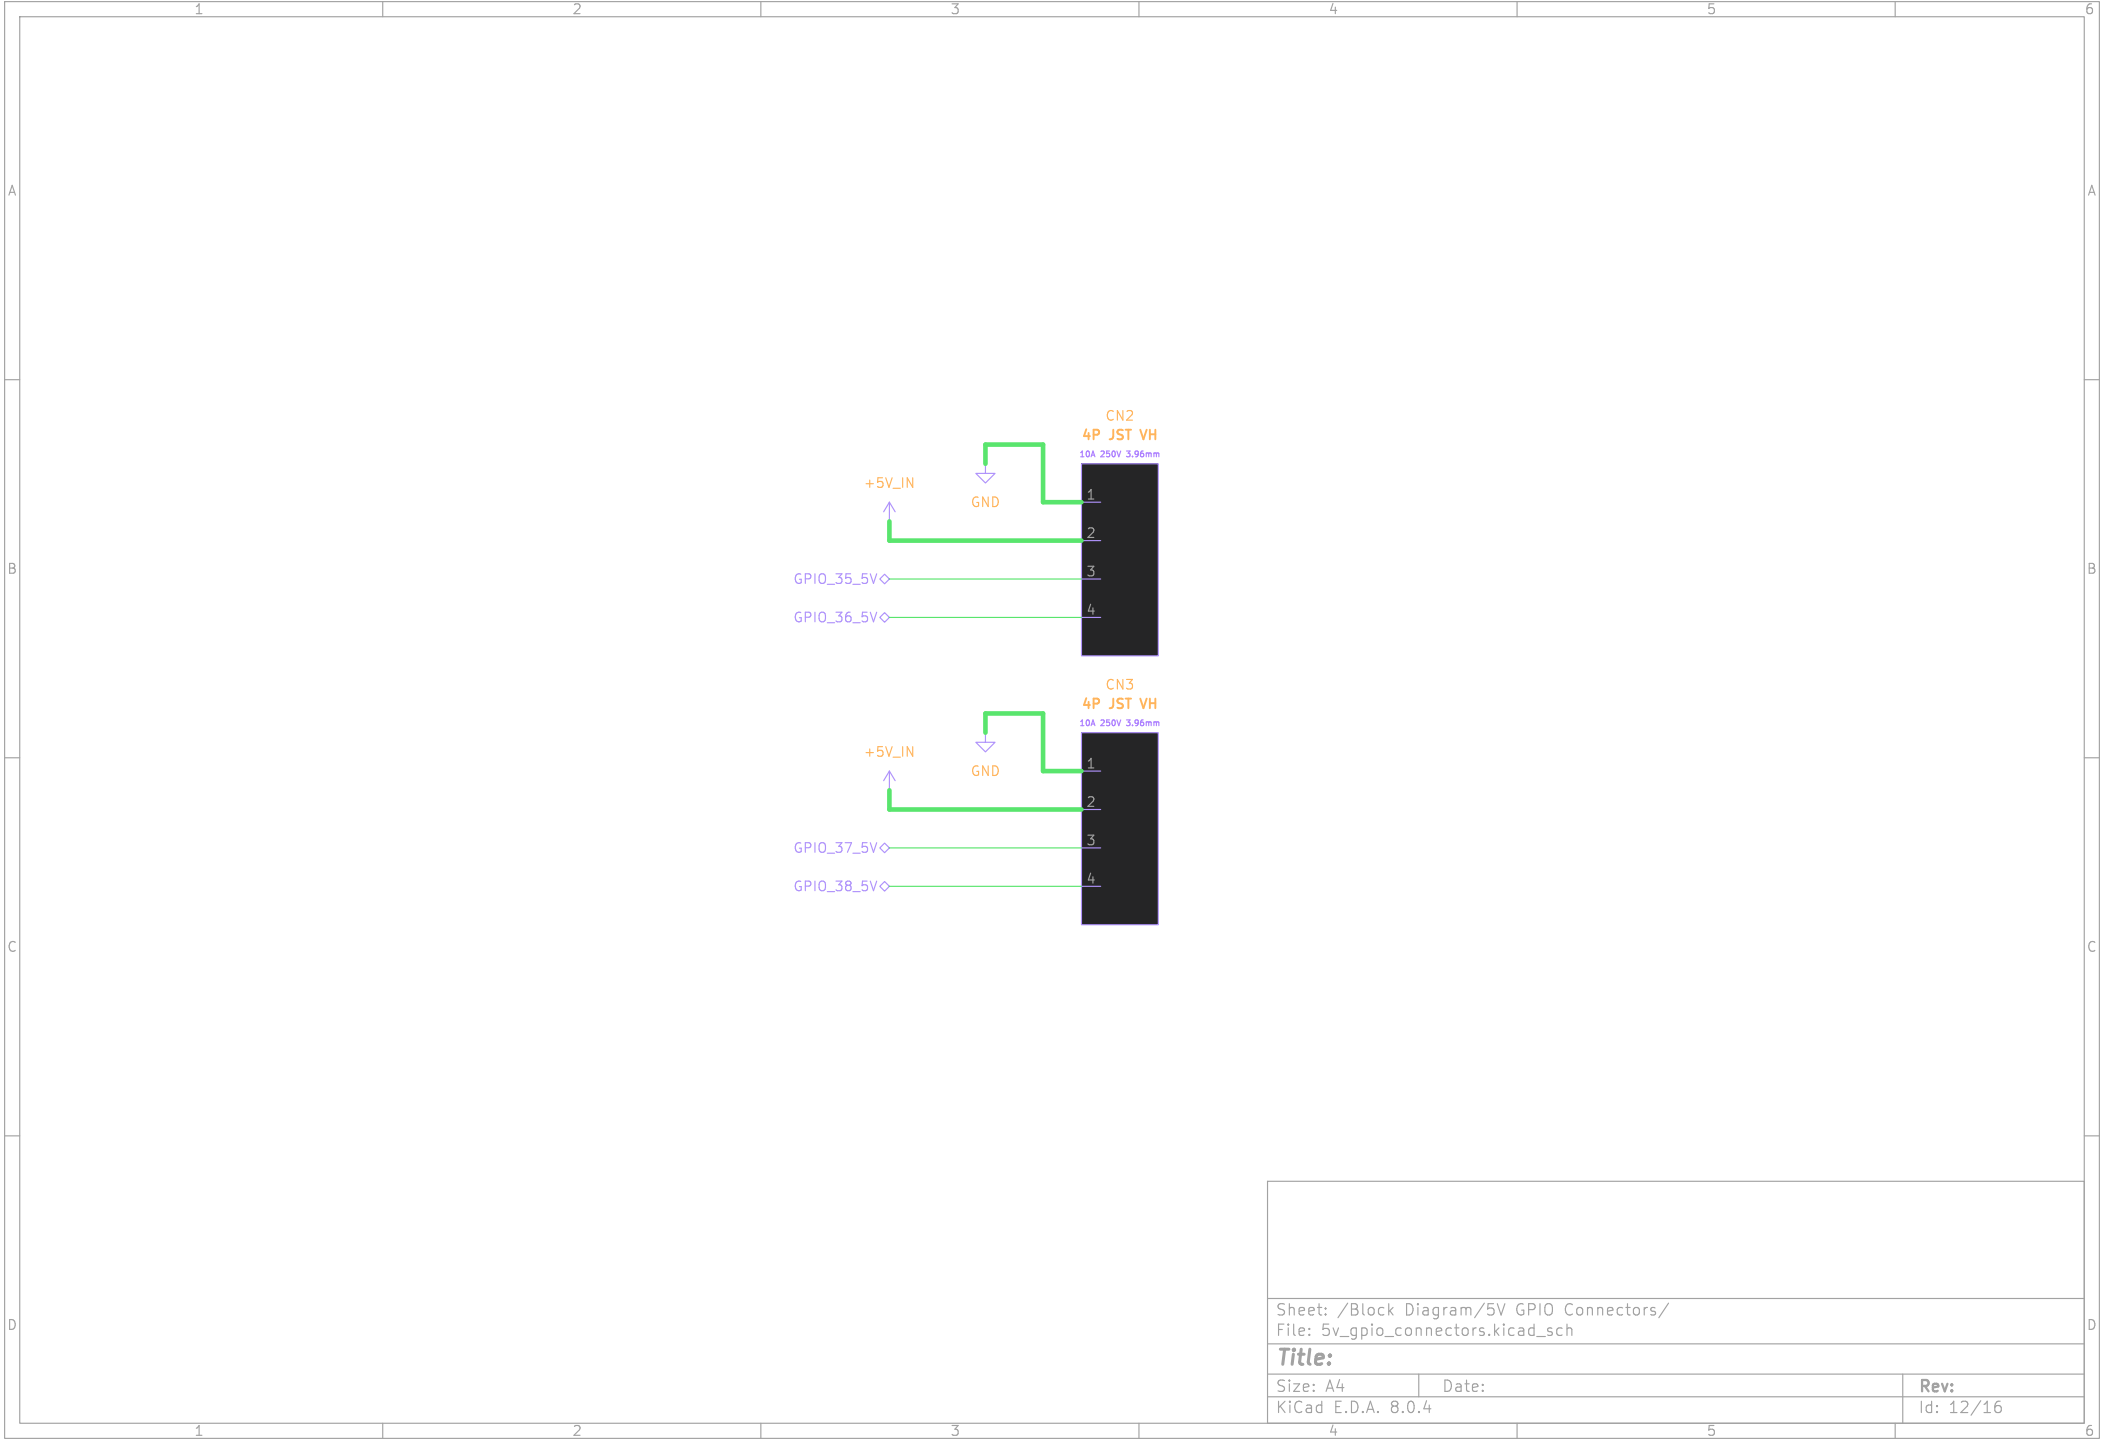 1 2 3 4 5 6
A A
CN2
4P JST VH
10A 250V 3.96mm
+5V_IN
GND
1
2
GPIO_35_5V 3
GPIO_36_5V 4
B B
CN3
4P JST VH
10A 250V 3.96mm
+5V_IN
GND
1
2
GPIO_37_5V 3
GPIO_38_5V 4
C C
Sheet: /Block Diagram/5V GPIO Connectors/
File: 5v_gpio_connectors.kicad_sch
D D
Title:
Size: A4 Date: Rev:
KiCad E.D.A. 8.0.4 Id: 12/16
1 2 3 4 5 6